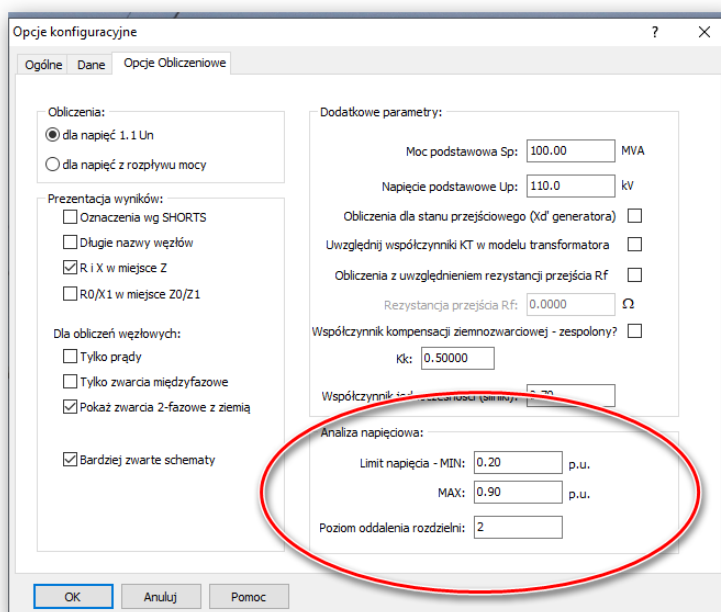 Opcje konfiguracyjne
?
Ogólne Dane Opcje Obliczeniowe
Obliczenia:
dla napięć 1.1 Un
dla napięć z rozpływu mocy
Prezentacja wyników:
Oznaczenia wg SHORTS
Długie nazwy węzłów
R i X w miejsce Z
R0/X1 w miejsce Z0/Z1
Dla obliczeń węzłowych:
Tylko prądy
Tylko zwarcia międzyfazowe
Pokaż zwarcia 2-fazowe z ziemią
Bardziej zwarte schematy
Dodatkowe parametry:
Moc podstawowa Sp: 100.00 MVA
Napięcie podstawowe Up: 110.0 kV
Obliczenia dla stanu przejściowego (Xd' generatora)
Uwzględnij współczynniki KT w modelu transformatora
Obliczenia z uwzględnieniem rezystancji przejścia Rf
Rezystancja przejścia Rf: 0.0000 Ω
Współczynnik kompensacji ziemnozwarciowej - zespolony?
Kk: 0.50000
Współczynnik (silniki):
Analiza napięciowa:
Limit napięcia - MIN: 0.20 p.u.
MAX: 0.90 p.u.
Poziom oddalenia rozdzielni: 2
OK Anuluj Pomoc